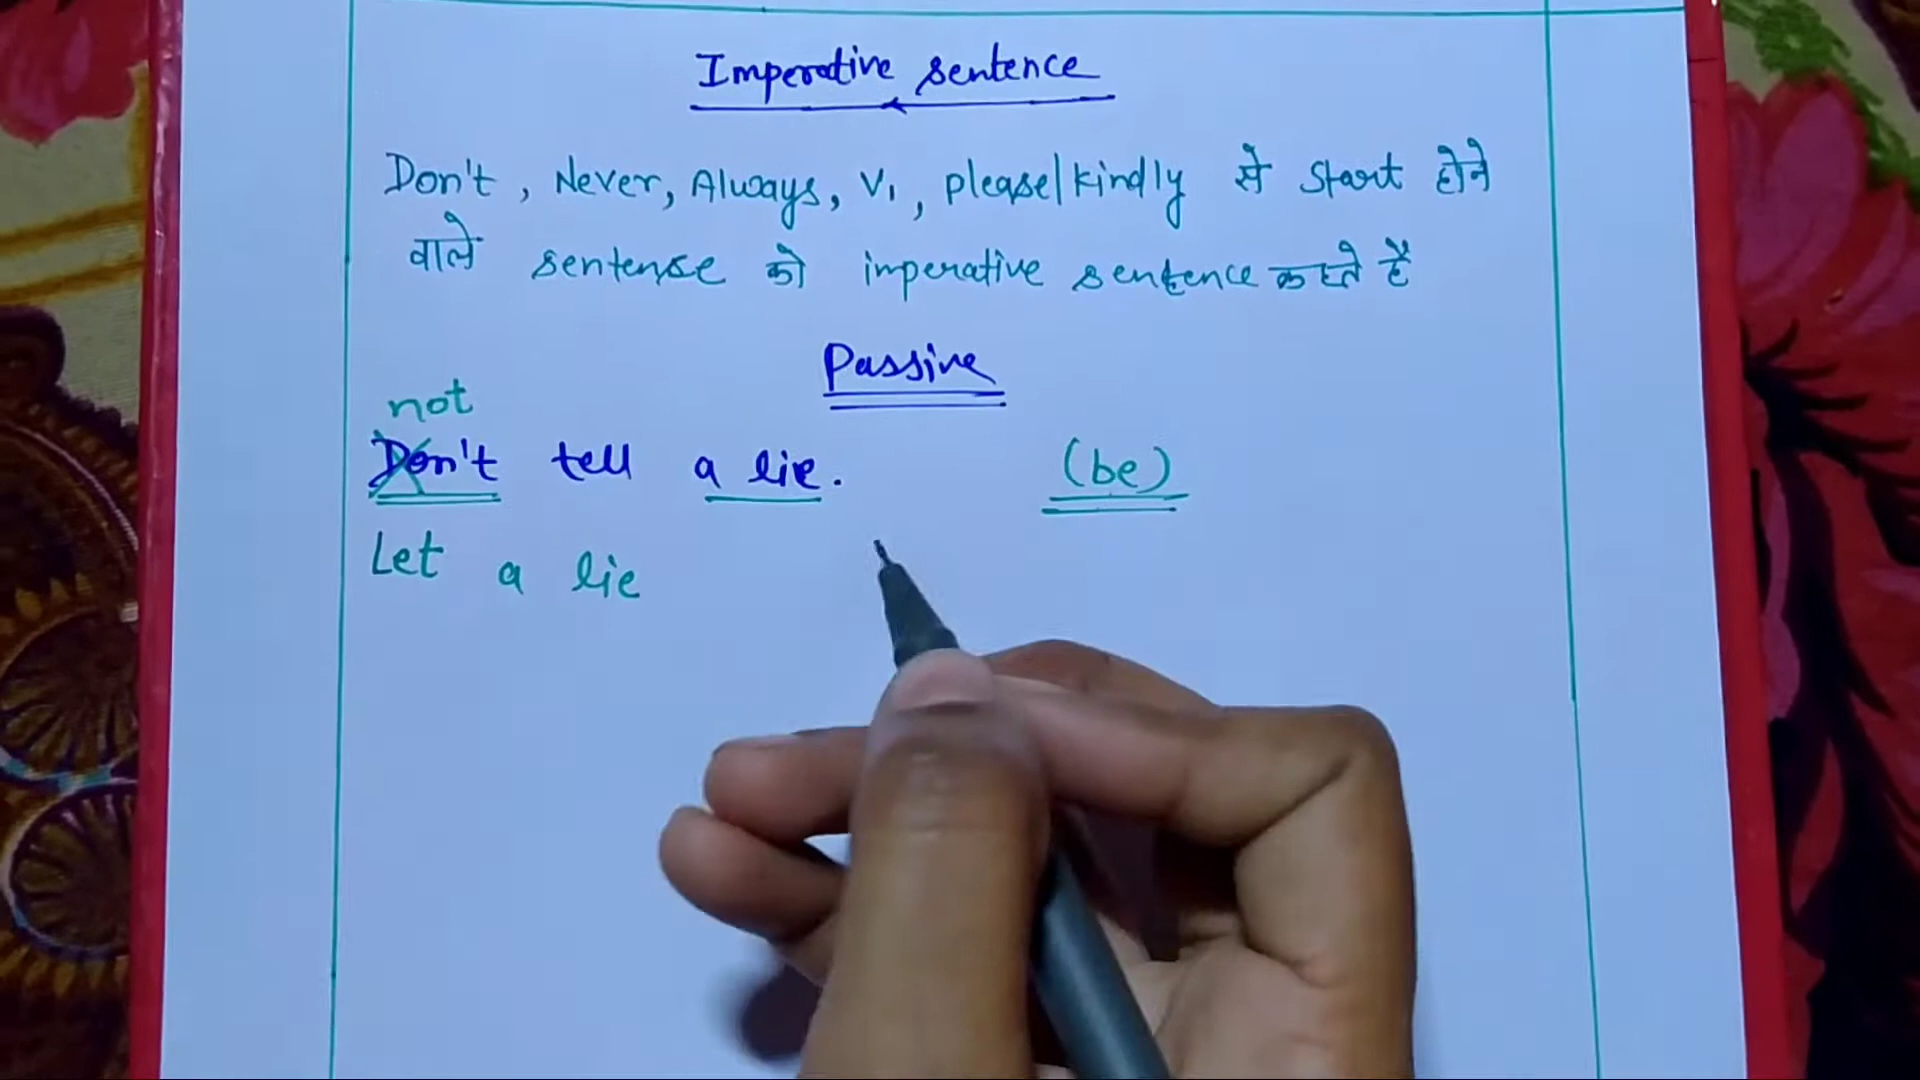 Imperative sentence
Don't, Never, Always, V₁, please/kindly से start होने
वाले sentense को imperative sentence कहते हैं
Passive
not
Don't tell a lie. (be)
Let a lie